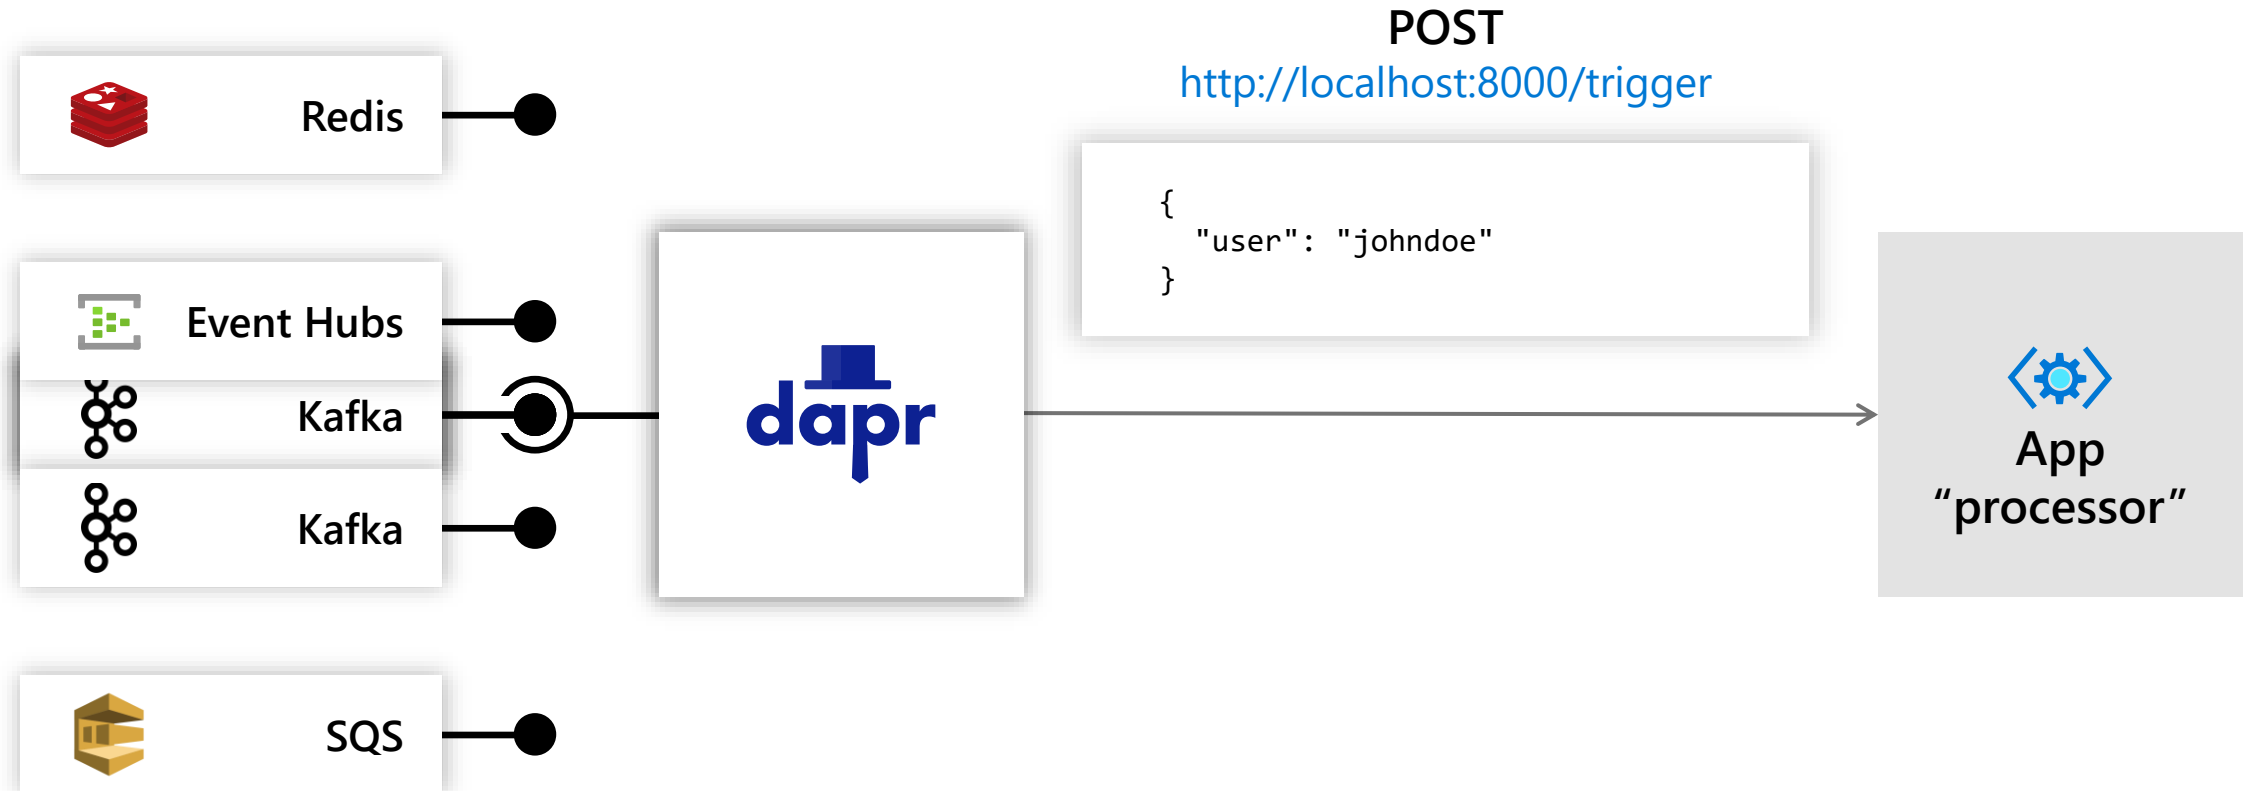 POST
http://localhost:8000/trigger
Redis
{
"user": "johndoe"
}
Event Hubs
Kafka
Kafka
SQS
dapr
App
“processor”